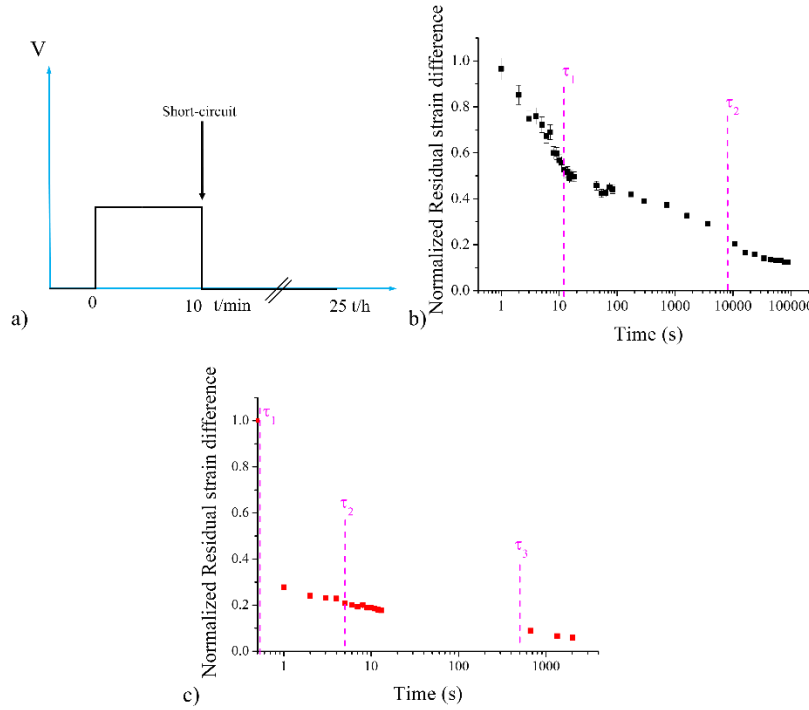 V
Short-circuit
0
10
t/min
25 t/h
a)
Normalized Residual strain difference
1.0
0.8
0.6
0.4
0.2
0.0
τ1
τ2
1
10
100
1000
10000
100000
Time (s)
b)
Normalized Residual strain difference
1.0
0.8
0.6
0.4
0.2
0.0
τ1
τ2
τ3
1
10
100
1000
Time (s)
c)